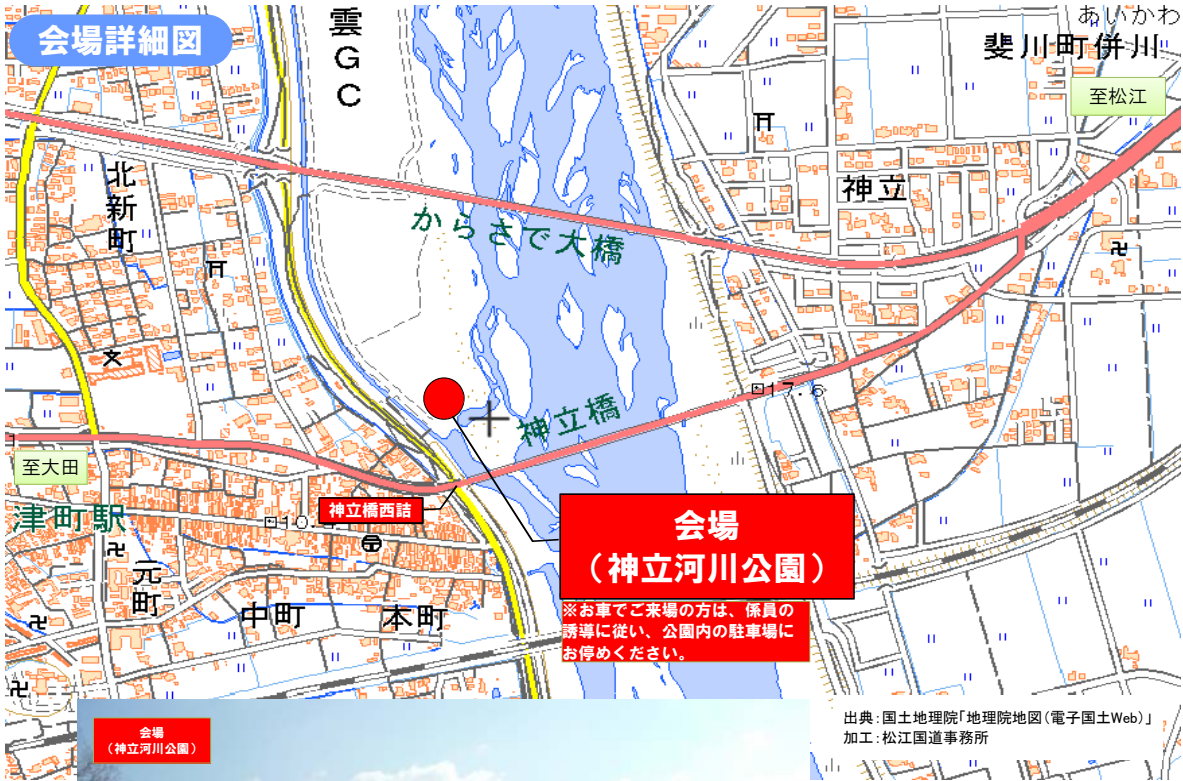 会場詳細図
雲GC
あいかわ
斐川町併川
至松江
北新町
からさで大橋
神立
神立橋
17.6
至大田
神立橋西詰
津町駅
10.
元町
中町
本町
会場
（神立河川公園）
※お車でご来場の方は、係員の
誘導に従い、公園内の駐車場に
お停めください。
会場
（神立河川公園）
出典：国土地理院「地理院地図（電子国土Web）」
加工：松江国道事務所